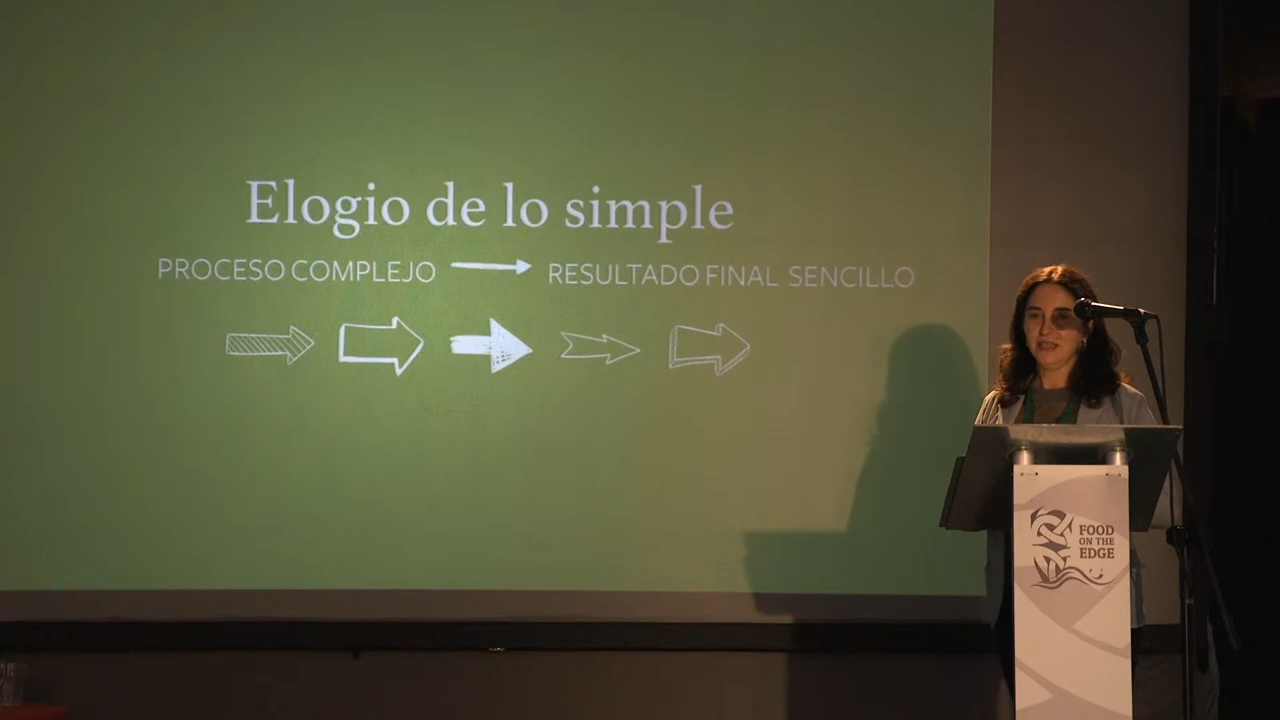 Elogio de lo simple
PROCESO COMPLEJO RESULTADO FINAL SENCILLO
FOOD
ON THE
EDGE